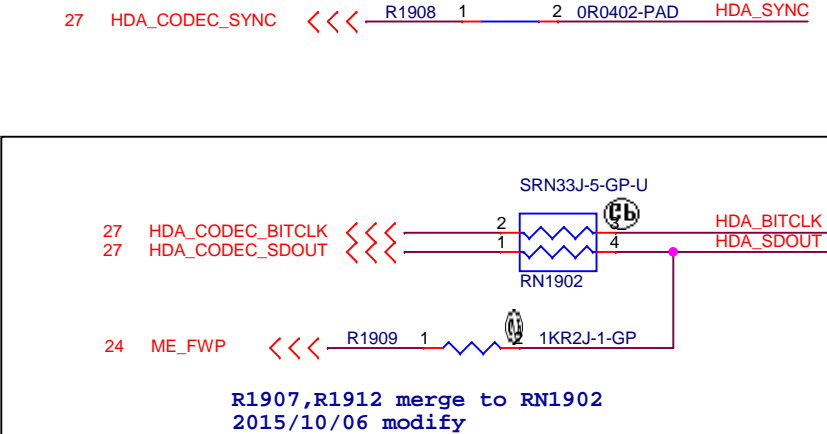 27 HDA_CODEC_SYNC R1908 1 2 0R0402-PAD HDA_SYNC
SRN33J-5-GP-U
27 HDA_CODEC_BITCLK 2 3 HDA_BITCLK
27 HDA_CODEC_SDOUT 1 4 HDA_SDOUT
RN1902
24 ME_FWP R1909 1 2 1KR2J-1-GP
R1907,R1912 merge to RN1902
2015/10/06 modify